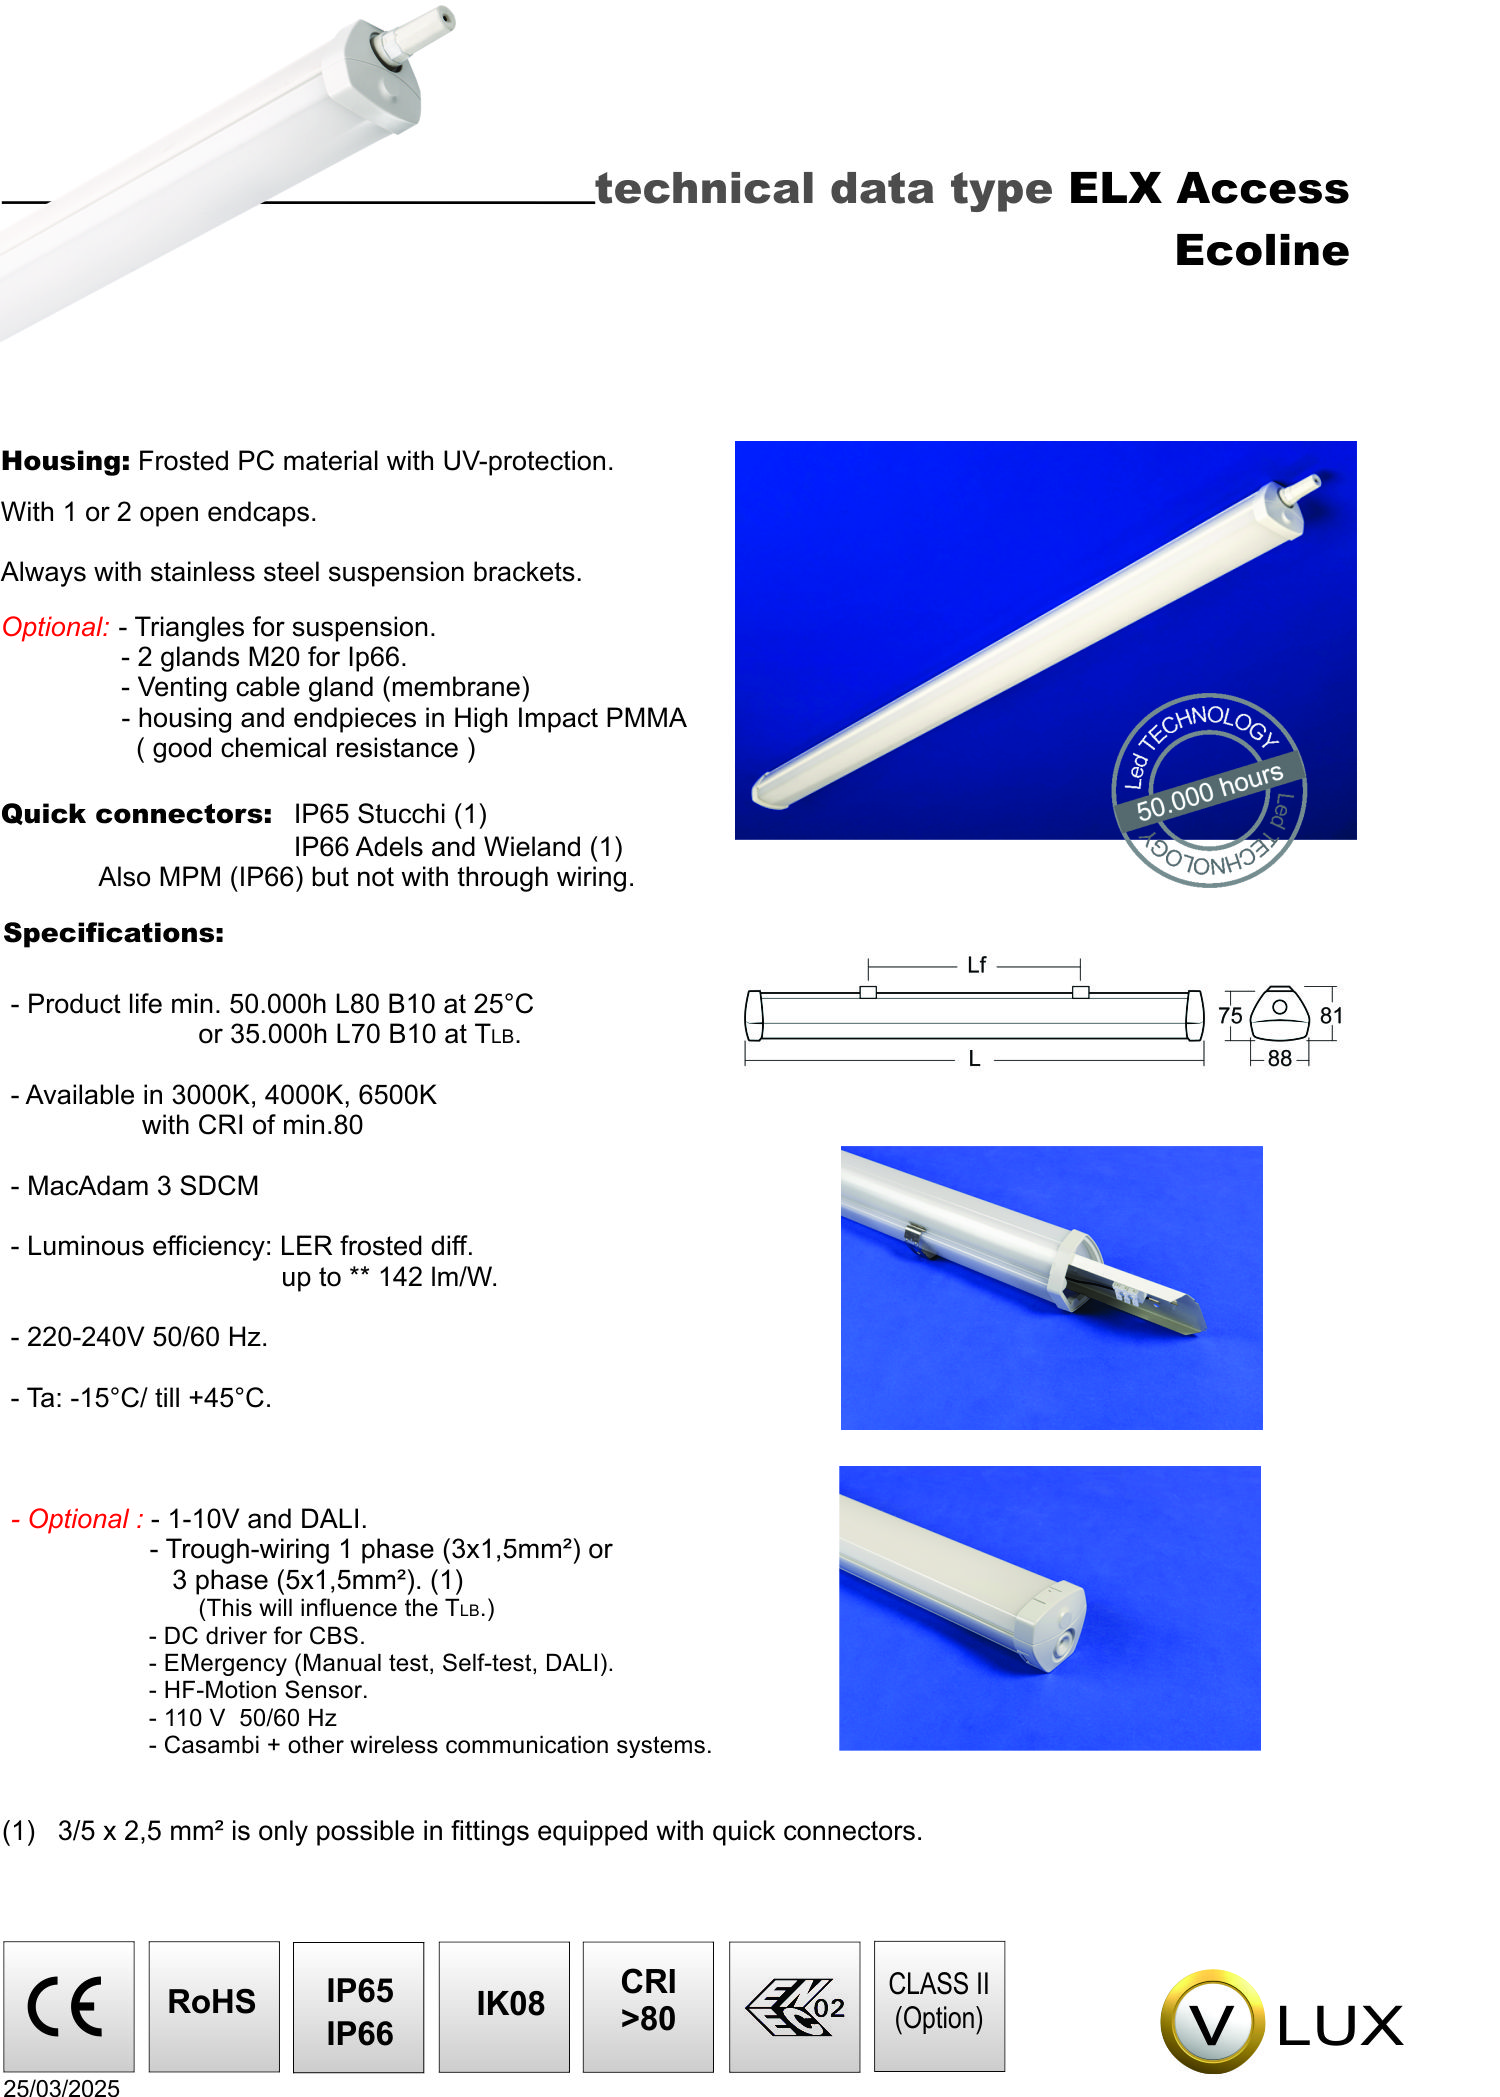 technical data type ELX Access
Ecoline
Housing: Frosted PC material with UV-protection.
With 1 or 2 open endcaps.
Always with stainless steel suspension brackets.
Optional: - Triangles for suspension.
- 2 glands M20 for Ip66.
- Venting cable gland (membrane)
- housing and endpieces in High Impact PMMA
( good chemical resistance )
Quick connectors: IP65 Stucchi (1)
IP66 Adels and Wieland (1)
Also MPM (IP66) but not with through wiring.
Led TECHNOLOGY
50.000 hours
Led TECHNOLOGY
Specifications:
- Product life min. 50.000h L80 B10 at 25°C
or 35.000h L70 B10 at TLB.
- Available in 3000K, 4000K, 6500K
with CRI of min.80
- MacAdam 3 SDCM
- Luminous efficiency: LER frosted diff.
up to ** 142 lm/W.
- 220-240V 50/60 Hz.
- Ta: -15°C/ till +45°C.
Lf
75
81
L
88
- Optional : - 1-10V and DALI.
- Trough-wiring 1 phase (3x1,5mm²) or
3 phase (5x1,5mm²). (1)
(This will influence the TLB.)
- DC driver for CBS.
- EMergency (Manual test, Self-test, DALI).
- HF-Motion Sensor.
- 110 V 50/60 Hz
- Casambi + other wireless communication systems.
(1) 3/5 x 2,5 mm² is only possible in fittings equipped with quick connectors.
CE
RoHS
IP65
IP66
IK08
CRI
>80
ENEC 02
CLASS II
(Option)
V LUX
25/03/2025